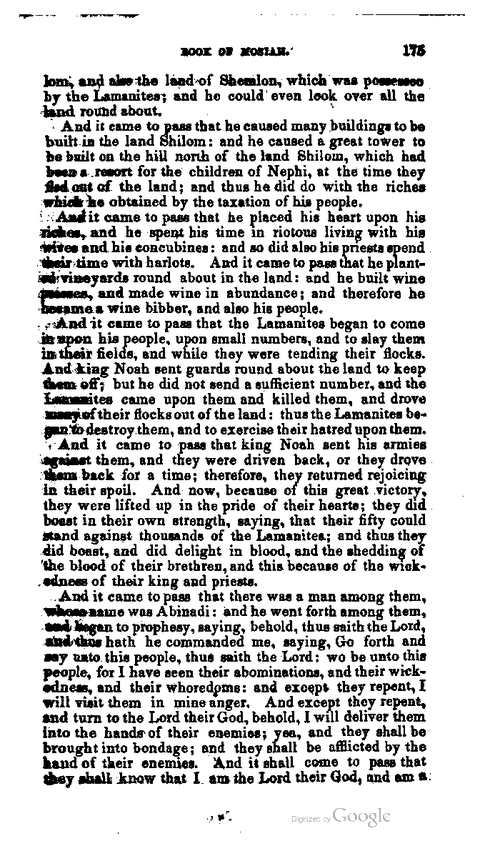 BOOK OF MOSIAH. 175
lom, and also the land of Shemlon, which was possessed
by the Lamanites; and he could even look over all the
land round about.
And it came to pass that he caused many buildings to be
built in the land Shilom: and he caused a great tower to
be built on the hill north of the land Shilom, which had
been a resort for the children of Nephi, at the time they
fled out of the land; and thus he did do with the riches
which he obtained by the taxation of his people.
And it came to pass that he placed his heart upon his
riches, and he spent his time in riotous living with his
wives and his concubines: and so did also his priests spend
their time with harlots. And it came to pass that he plant-
ed vineyards round about in the land: and he built wine
presses, and made wine in abundance; and therefore he
became a wine bibber, and also his people.
And it came to pass that the Lamanites began to come
in upon his people, upon small numbers, and to slay them
in their fields, and while they were tending their flocks.
And king Noah sent guards round about the land to keep
them off; but he did not send a sufficient number, and the
Lamanites came upon them and killed them, and drove
many of their flocks out of the land: thus the Lamanites be-
gan to destroy them, and to exercise their hatred upon them.
And it came to pass that king Noah sent his armies
against them, and they were driven back, or they drove
them back for a time; therefore, they returned rejoicing
in their spoil. And now, because of this great victory,
they were lifted up in the pride of their hearts; they did
boast in their own strength, saying, that their fifty could
stand against thousands of the Lamanites; and thus they
did boast, and did delight in blood, and the shedding of
the blood of their brethren, and this because of the wick-
edness of their king and priests.
And it came to pass that there was a man among them,
whose name was Abinadi: and he went forth among them,
and began to prophesy, saying, behold, thus saith the Lord,
and thus hath he commanded me, saying, Go forth and
say unto this people, thus saith the Lord: wo be unto this
people, for I have seen their abominations, and their wick-
edness, and their whoredoms: and except they repent, I
will visit them in mine anger. And except they repent,
and turn to the Lord their God, behold, I will deliver them
into the hands of their enemies; yea, and they shall be
brought into bondage; and they shall be afflicted by the
hand of their enemies. And it shall come to pass that
they shall know that I am the Lord their God, and am a
Digitized by Google